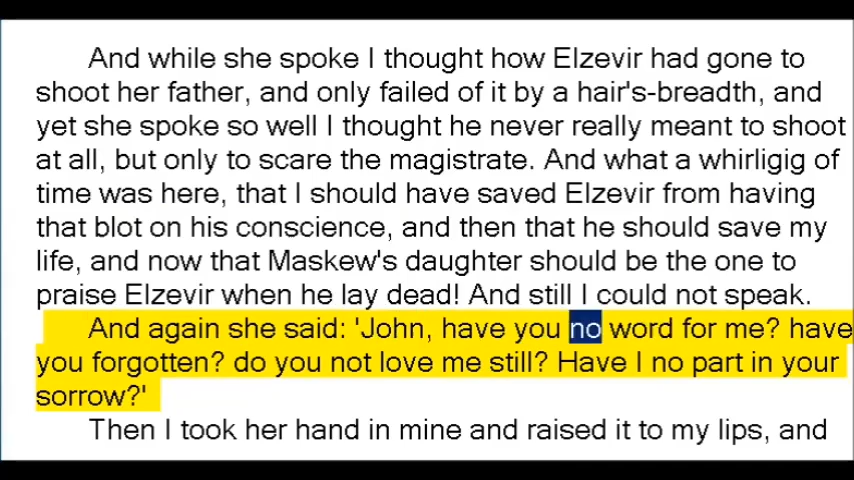 And while she spoke I thought how Elzevir had gone to
shoot her father, and only failed of it by a hair's-breadth, and
yet she spoke so well I thought he never really meant to shoot
at all, but only to scare the magistrate. And what a whirligig of
time was here, that I should have saved Elzevir from having
that blot on his conscience, and then that he should save my
life, and now that Maskew's daughter should be the one to
praise Elzevir when he lay dead! And still I could not speak.
And again she said: 'John, have you no word for me? have
you forgotten? do you not love me still? Have I no part in your
sorrow?'
Then I took her hand in mine and raised it to my lips, and